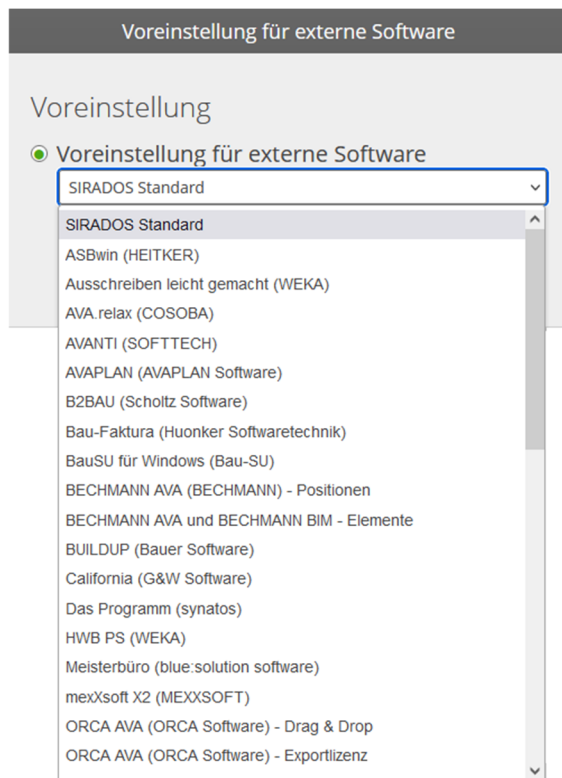 Voreinstellung für externe Software
Voreinstellung
Voreinstellung für externe Software
SIRADOS Standard
SIRADOS Standard
ASBwin (HEITKER)
Ausschreiben leicht gemacht (WEKA)
AVA.relax (COSOBA)
AVANTI (SOFTTECH)
AVAPLAN (AVAPLAN Software)
B2BAU (Scholtz Software)
Bau-Faktura (Huonker Softwaretechnik)
BauSU für Windows (Bau-SU)
BECHMANN AVA (BECHMANN) - Positionen
BECHMANN AVA und BECHMANN BIM - Elemente
BUILDUP (Bauer Software)
California (G&W Software)
Das Programm (synatos)
HWB PS (WEKA)
Meisterbüro (blue:solution software)
mexXsoft X2 (MEXXSOFT)
ORCA AVA (ORCA Software) - Drag & Drop
ORCA AVA (ORCA Software) - Exportlizenz